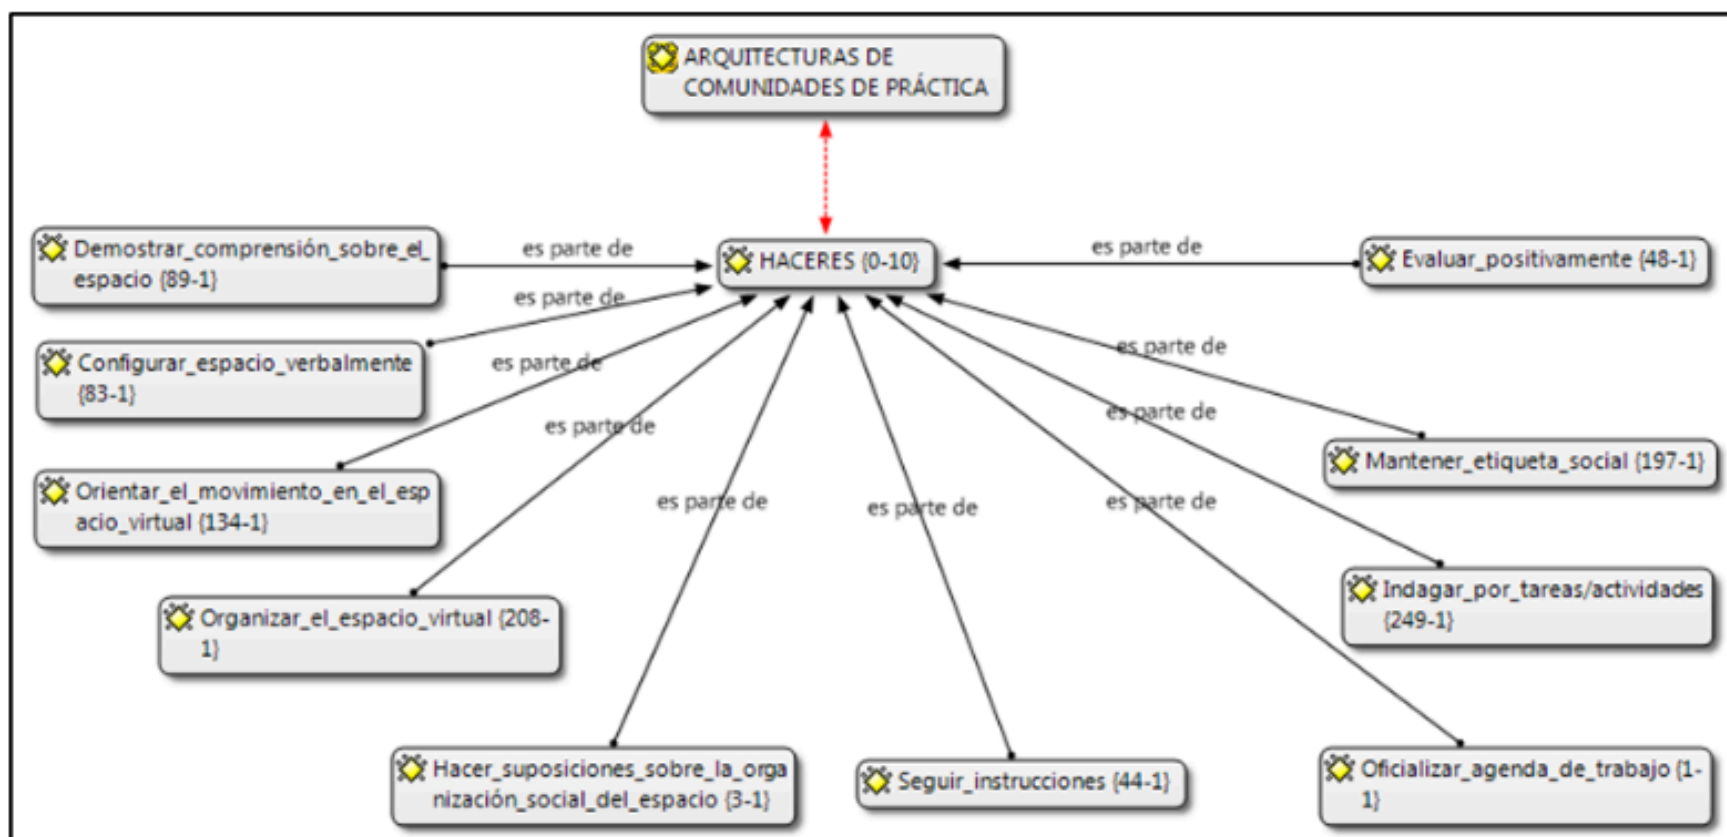 ARQUITECTURAS DE
COMUNIDADES DE PRÁCTICA
Demostrar_comprensión_sobre_el_
espacio {89-1}
es parte de
HACERES {0-10}
es parte de
Evaluar_positivamente {48-1}
es parte de
Configurar_espacio_verbalmente
{83-1}
es parte de
es parte de
es parte de
es parte de
Mantener_etiqueta_social {197-1}
Orientar_el_movimiento_en_el_esp
acio_virtual {134-1}
es parte de
es parte de
es parte de
Organizar_el_espacio_virtual {208-
1}
Indagar_por_tareas/actividades
{249-1}
Hacer_suposiciones_sobre_la_orga
nización_social_del_espacio {3-1}
Seguir_instrucciones {44-1}
Oficializar_agenda_de_trabajo {1-
1}